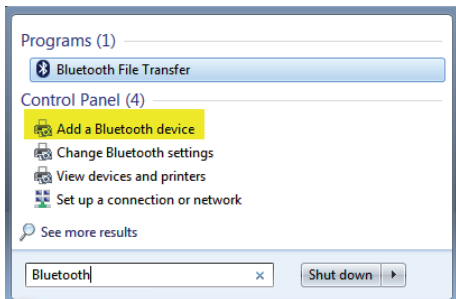 Programs (1)
Bluetooth File Transfer
Control Panel (4)
Add a Bluetooth device
Change Bluetooth settings
View devices and printers
Set up a connection or network
See more results
Bluetooth
Shut down